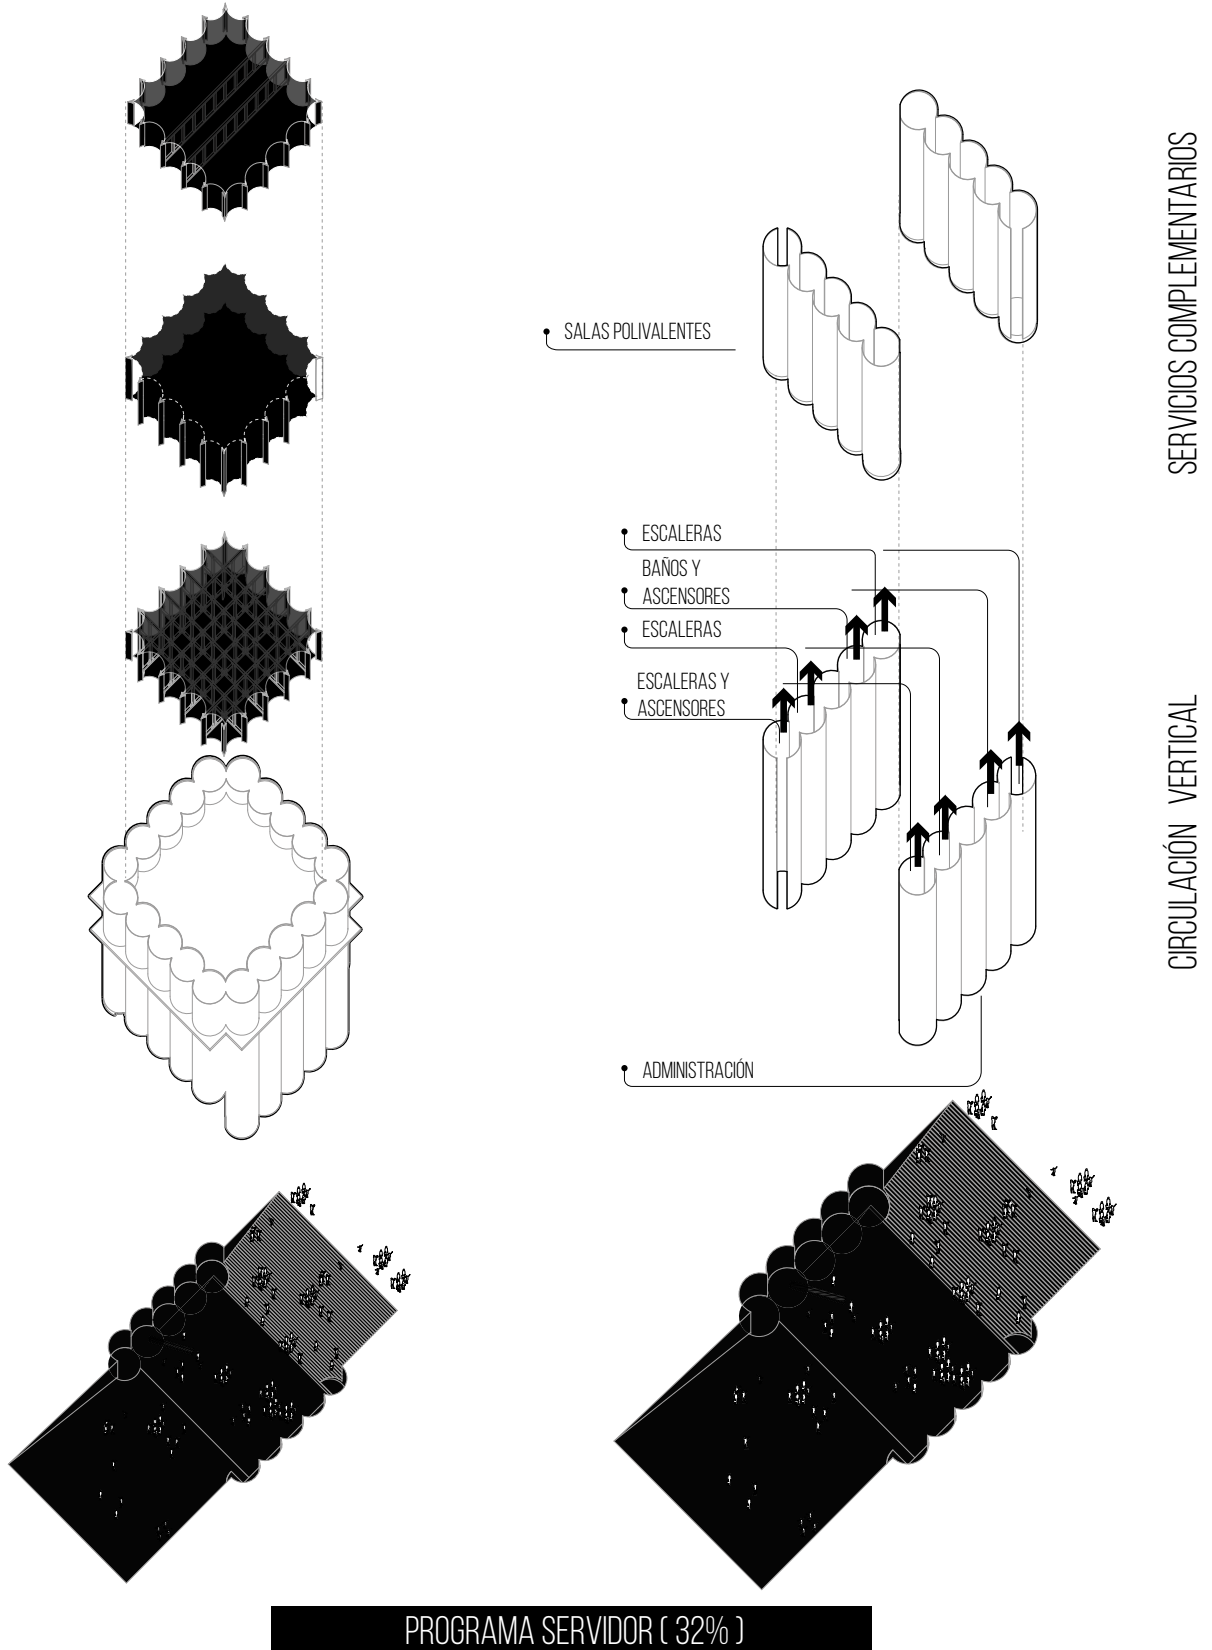 SERVICIOS COMPLEMENTARIOS
SALAS POLIVALENTES
ESCALERAS
BAÑOS Y
ASCENSORES
ESCALERAS
ESCALERAS Y
ASCENSORES
CIRCULACIÓN VERTICAL
ADMINISTRACIÓN
PROGRAMA SERVIDOR ( 32% )